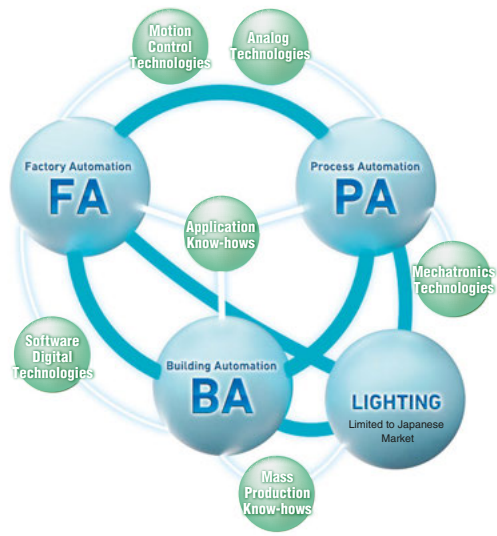 Motion
Control
Technologies
Analog
Technologies
Factory Automation
FA
Process Automation
PA
Application
Know-hows
Mechatronics
Technologies
Software
Digital
Technologies
Building Automation
BA
LIGHTING
Limited to Japanese
Market
Mass
Production
Know-hows